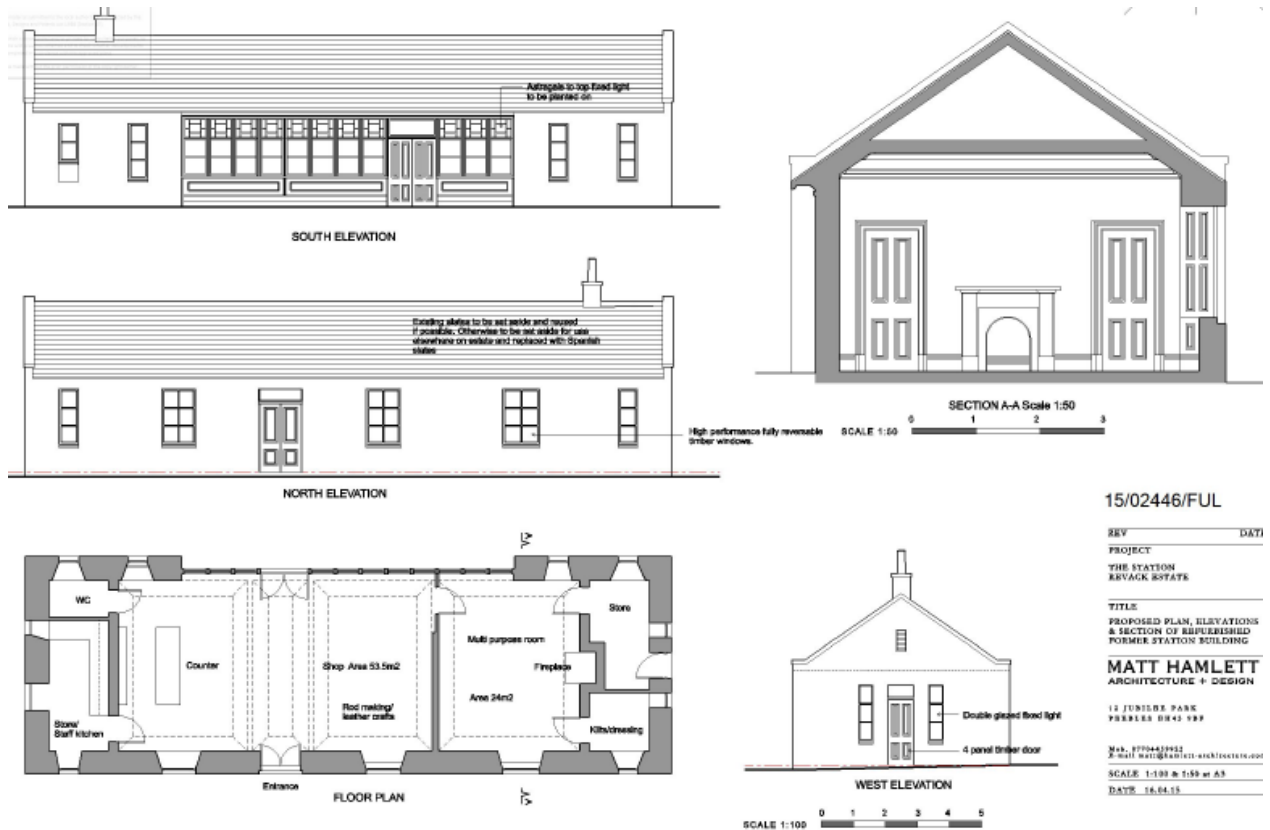 Astragals to top fixed light
to be planted on
SOUTH ELEVATION
Existing slates to be set aside and reused
if possible. Otherwise to be set aside for use
elsewhere on estate and replaced with Spanish
slates
High performance fully reversable
timber windows.
NORTH ELEVATION
SECTION A-A Scale 1:50
SCALE 1:50
0 1 2 3
A
WC
Store
Counter
Multi purpose room
Shop Area 53.5m2
Fireplace
Area 24m2
Rod making/
leather crafts
Store/
Staff kitchen
Kilts/dressing
Entrance
FLOOR PLAN
A
Double glazed fixed light
4 panel timber door
WEST ELEVATION
SCALE 1:100
0 1 2 3 4 5
15/02446/FUL
REV DATE
PROJECT
THE STATION
REVACK ESTATE
TITLE
PROPOSED PLAN, ELEVATIONS
& SECTION OF REFURBISHED
FORMER STATION BUILDING
MATT HAMLETT
ARCHITECTURE + DESIGN
12 JUBILEE PARK
PEEBLES
Mob.
E-mail
SCALE 1:100 & 1:50 at A3
DATE 16.04.15